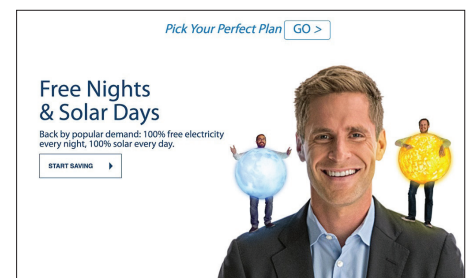 Pick Your Perfect Plan GO >
Free Nights
& Solar Days
Back by popular demand: 100% free electricity
every night, 100% solar every day.
START SAVING